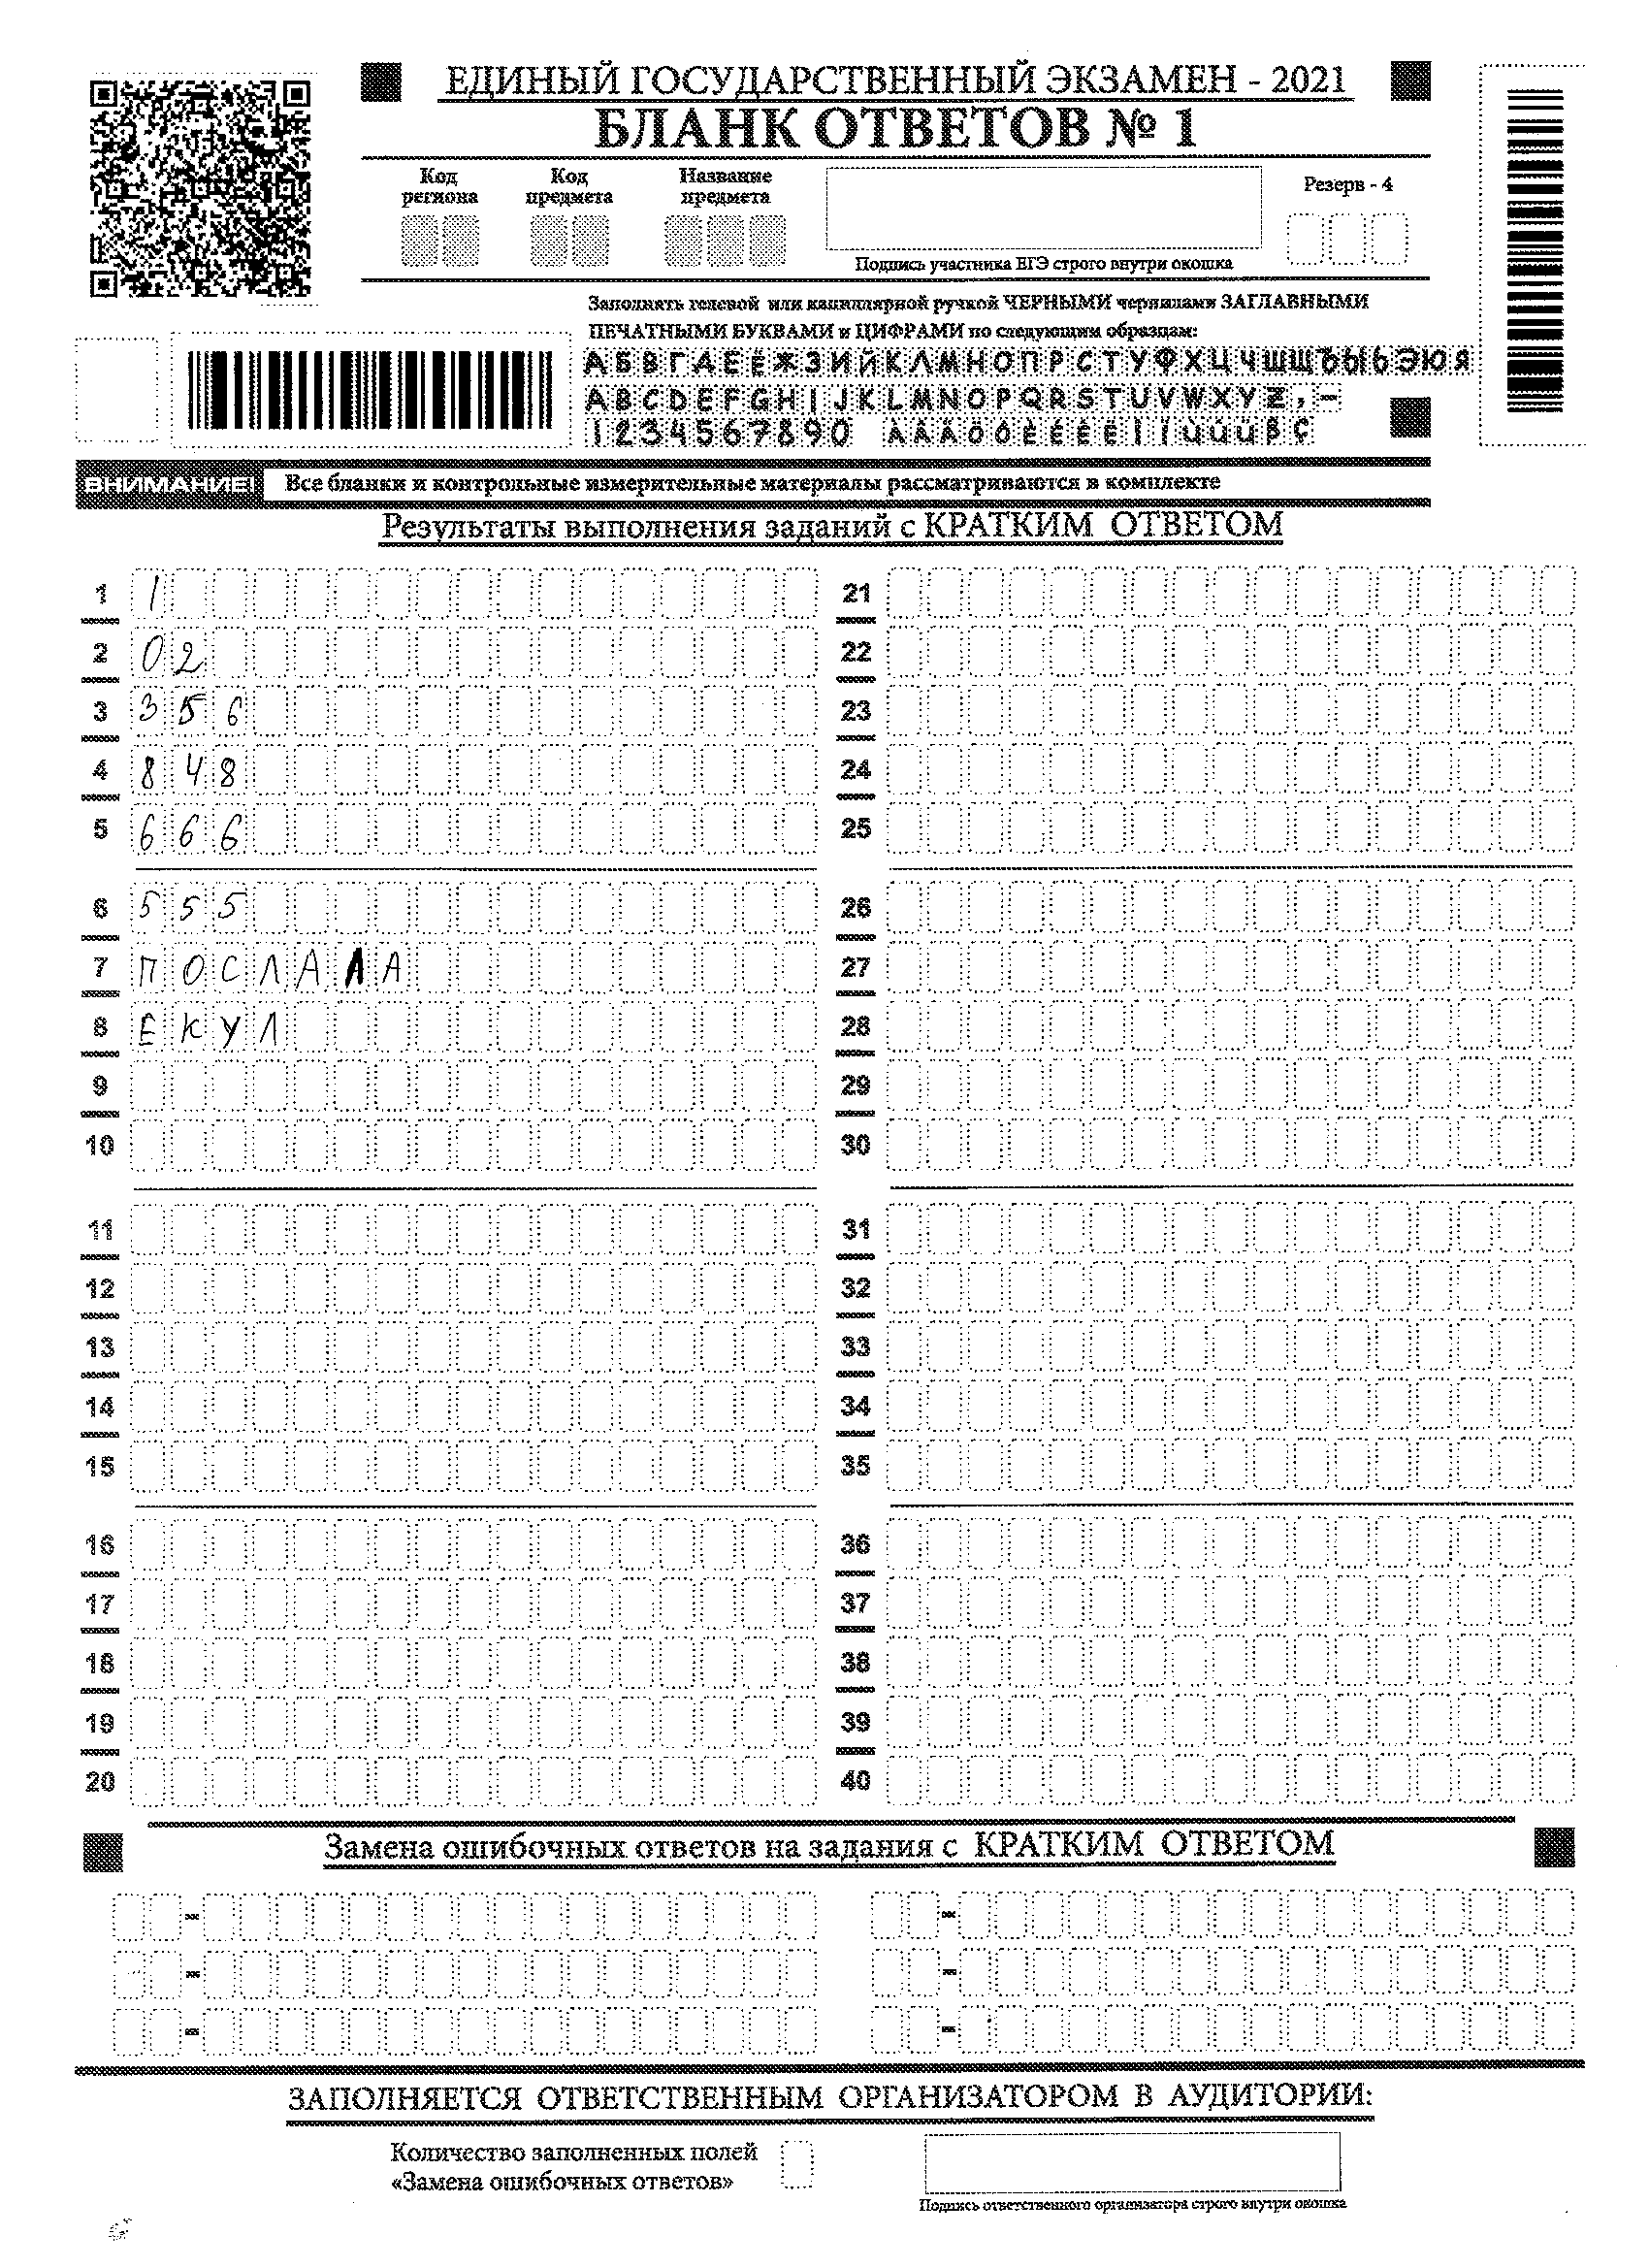 ЕДИНЫЙ ГОСУДАРСТВЕННЫЙ ЭКЗАМЕН - 2021
БЛАНК ОТВЕТОВ № 1
Код региона
Код предмета
Название предмета
Резерв - 4
Подпись участника ЕГЭ строго внутри окошка
Заполнять гелевой или капиллярной ручкой ЧЕРНЫМИ чернилами ЗАГЛАВНЫМИ
ПЕЧАТНЫМИ БУКВАМИ и ЦИФРАМИ по следующим образцам:
АБВГДЕЁЖЗИЙКЛМНОПРСТУФХЦЧШЩЪЫЬЭЮЯ
ABCDEFGHIJKLMNOPQRSTUVWXYZ,-
1234567890 ÀÂÄÖÔÈÉÊËÎÏÙÛÜßÇ
ВНИМАНИЕ! Все бланки и контрольные измерительные материалы рассматриваются в комплекте
Результаты выполнения заданий с КРАТКИМ ОТВЕТОМ
1 1 21
2 02 22
3 356 23
4 848 24
5 666 25
6 555 26
7 ПОСЛАЛА 27
8 ЕКУЛ 28
9 29
10 30
11 31
12 32
13 33
14 34
15 35
16 36
17 37
18 38
19 39
20 40
Замена ошибочных ответов на задания с КРАТКИМ ОТВЕТОМ
- -
- -
- -
ЗАПОЛНЯЕТСЯ ОТВЕТСТВЕННЫМ ОРГАНИЗАТОРОМ В АУДИТОРИИ:
Количество заполненных полей
«Замена ошибочных ответов»
Подпись ответственного организатора строго внутри окошка